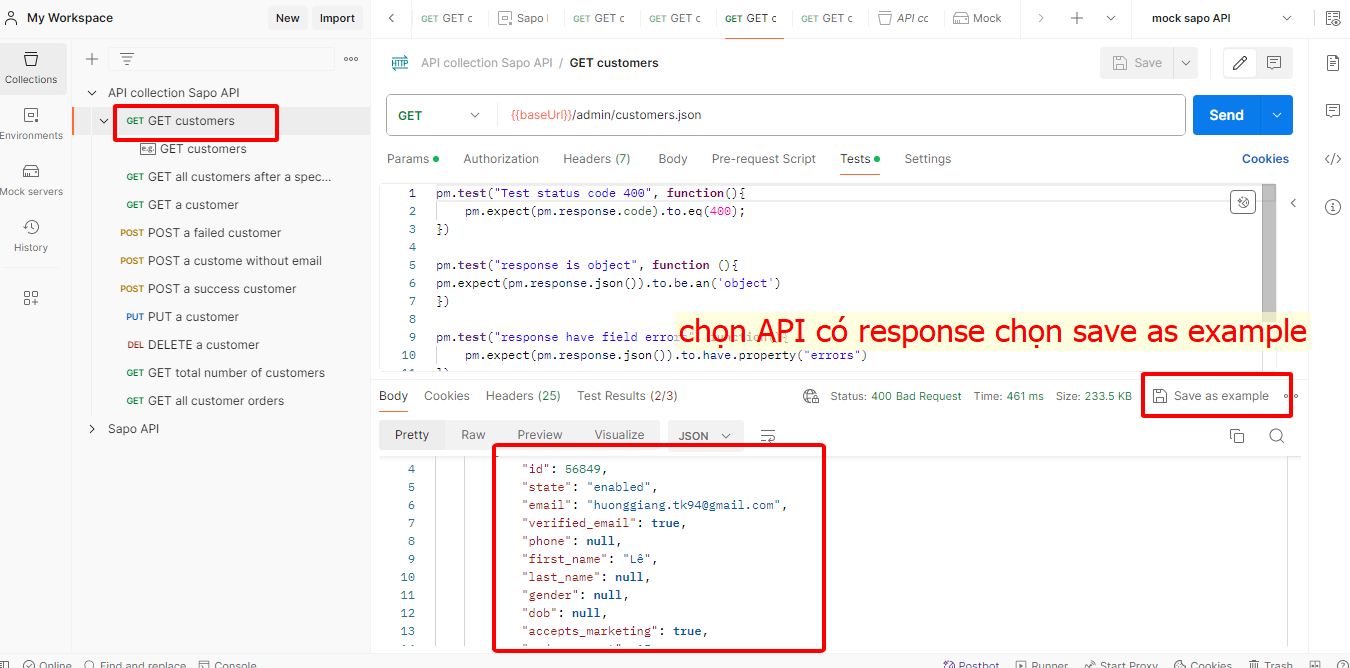 My Workspace
New
Import
GET GET c
Sapo
GET GET c
GET GET c
GET GET c
GET GET c
API cc
Mock
mock sapo API
Collections
Environments
Mock servers
History
API collection Sapo API
GET GET customers
e.g. GET customers
GET GET all customers after a spec...
GET GET a customer
POST POST a failed customer
POST POST a custome without email
POST POST a success customer
PUT PUT a customer
DEL DELETE a customer
GET GET total number of customers
GET GET all customer orders
Sapo API
HTTP API collection Sapo API / GET customers
Save
GET
{{baseUrl}}/admin/customers.json
Send
Params
Authorization
Headers (7)
Body
Pre-request Script
Tests
Settings
Cookies
1 pm.test("Test status code 400", function(){
2 pm.expect(pm.response.code).to.eq(400);
3 })
4
5 pm.test("response is object", function (){
6 pm.expect(pm.response.json()).to.be.an('object')
7 })
8
9 pm.test("response have field error
10 pm.expect(pm.response.json()).to.have.property("errors")
chọn API có response chọn save as example
Body
Cookies
Headers (25)
Test Results (2/3)
Status: 400 Bad Request
Time: 461 ms
Size: 233.5 KB
Save as example
Pretty
Raw
Preview
Visualize
JSON
4 "id": 56849,
5 "state": "enabled",
6 "email": "huonggiang.tk94@gmail.com",
7 "verified_email": true,
8 "phone": null,
9 "first_name": "Lê",
10 "last_name": null,
11 "gender": null,
12 "dob": null,
13 "accepts_marketing": true,
Online
Find and replace
Console
Postbot
Runner
Start Proxy
Cookies
Trash